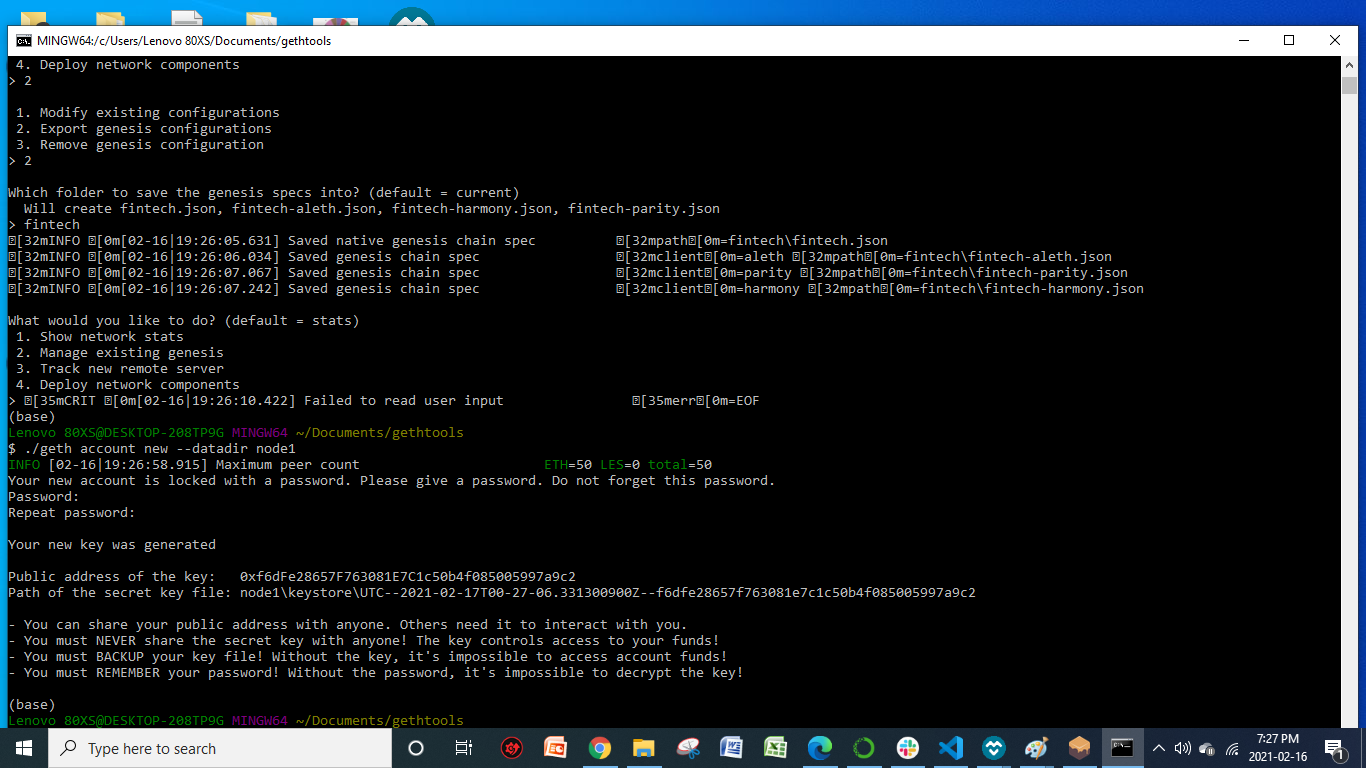 MINGW64:/c/Users/Lenovo 80XS/Documents/gethtools
4. Deploy network components
> 2
1. Modify existing configurations
2. Export genesis configurations
3. Remove genesis configuration
> 2
Which folder to save the genesis specs into? (default = current)
Will create fintech.json, fintech-aleth.json, fintech-harmony.json, fintech-parity.json
> fintech
[32mINFO [0m[02-16|19:26:05.631] Saved native genesis chain spec [32mpath[0m=fintech\fintech.json
[32mINFO [0m[02-16|19:26:06.034] Saved genesis chain spec [32mclient[0m=aleth [32mpath[0m=fintech\fintech-aleth.json
[32mINFO [0m[02-16|19:26:07.067] Saved genesis chain spec [32mclient[0m=parity [32mpath[0m=fintech\fintech-parity.json
[32mINFO [0m[02-16|19:26:07.242] Saved genesis chain spec [32mclient[0m=harmony [32mpath[0m=fintech\fintech-harmony.json
What would you like to do? (default = stats)
1. Show network stats
2. Manage existing genesis
3. Track new remote server
4. Deploy network components
> [35mCRIT [0m[02-16|19:26:10.422] Failed to read user input [35merr[0m=EOF
(base)
Lenovo 80XS@DESKTOP-208TP9G MINGW64 ~/Documents/gethtools
$ ./geth account new --datadir node1
INFO [02-16|19:26:58.915] Maximum peer count ETH=50 LES=0 total=50
Your new account is locked with a password. Please give a password. Do not forget this password.
Password:
Repeat password:
Your new key was generated
Public address of the key: 0xf6dFe28657F763081E7C1c50b4f085005997a9c2
Path of the secret key file: node1\keystore\UTC--2021-02-17T00-27-06.331300900Z--f6dfe28657f763081e7c1c50b4f085005997a9c2
- You can share your public address with anyone. Others need it to interact with you.
- You must NEVER share the secret key with anyone! The key controls access to your funds!
- You must BACKUP your key file! Without the key, it's impossible to access account funds!
- You must REMEMBER your password! Without the password, it's impossible to decrypt the key!
(base)
Lenovo 80XS@DESKTOP-208TP9G MINGW64 ~/Documents/gethtools
Type here to search
7:27 PM
2021-02-16
1